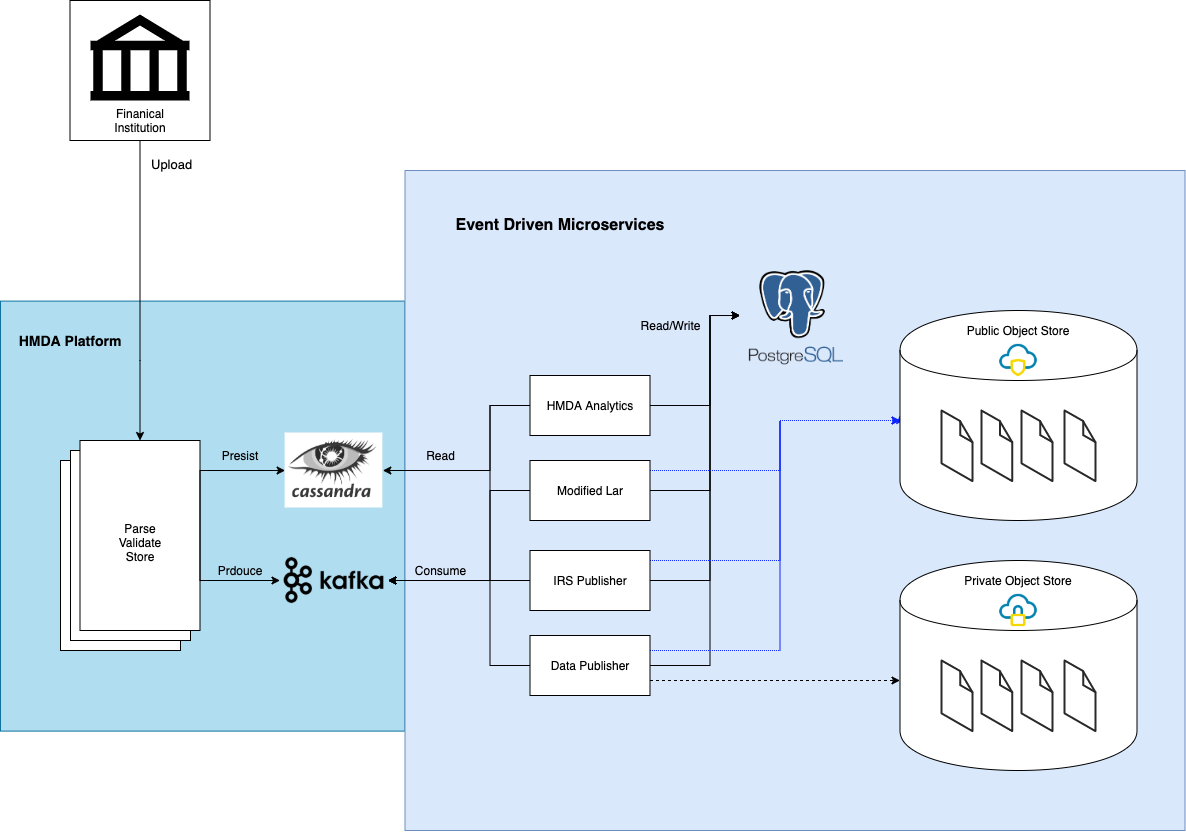 Finanical
Institution
Upload
Event Driven Microservices
HMDA Platform
Read/Write
PostgreSQL
Public Object Store
HMDA Analytics
Presist
cassandra
Read
Modified Lar
Parse
Validate
Store
Prdouce
kafka
Consume
IRS Publisher
Private Object Store
Data Publisher